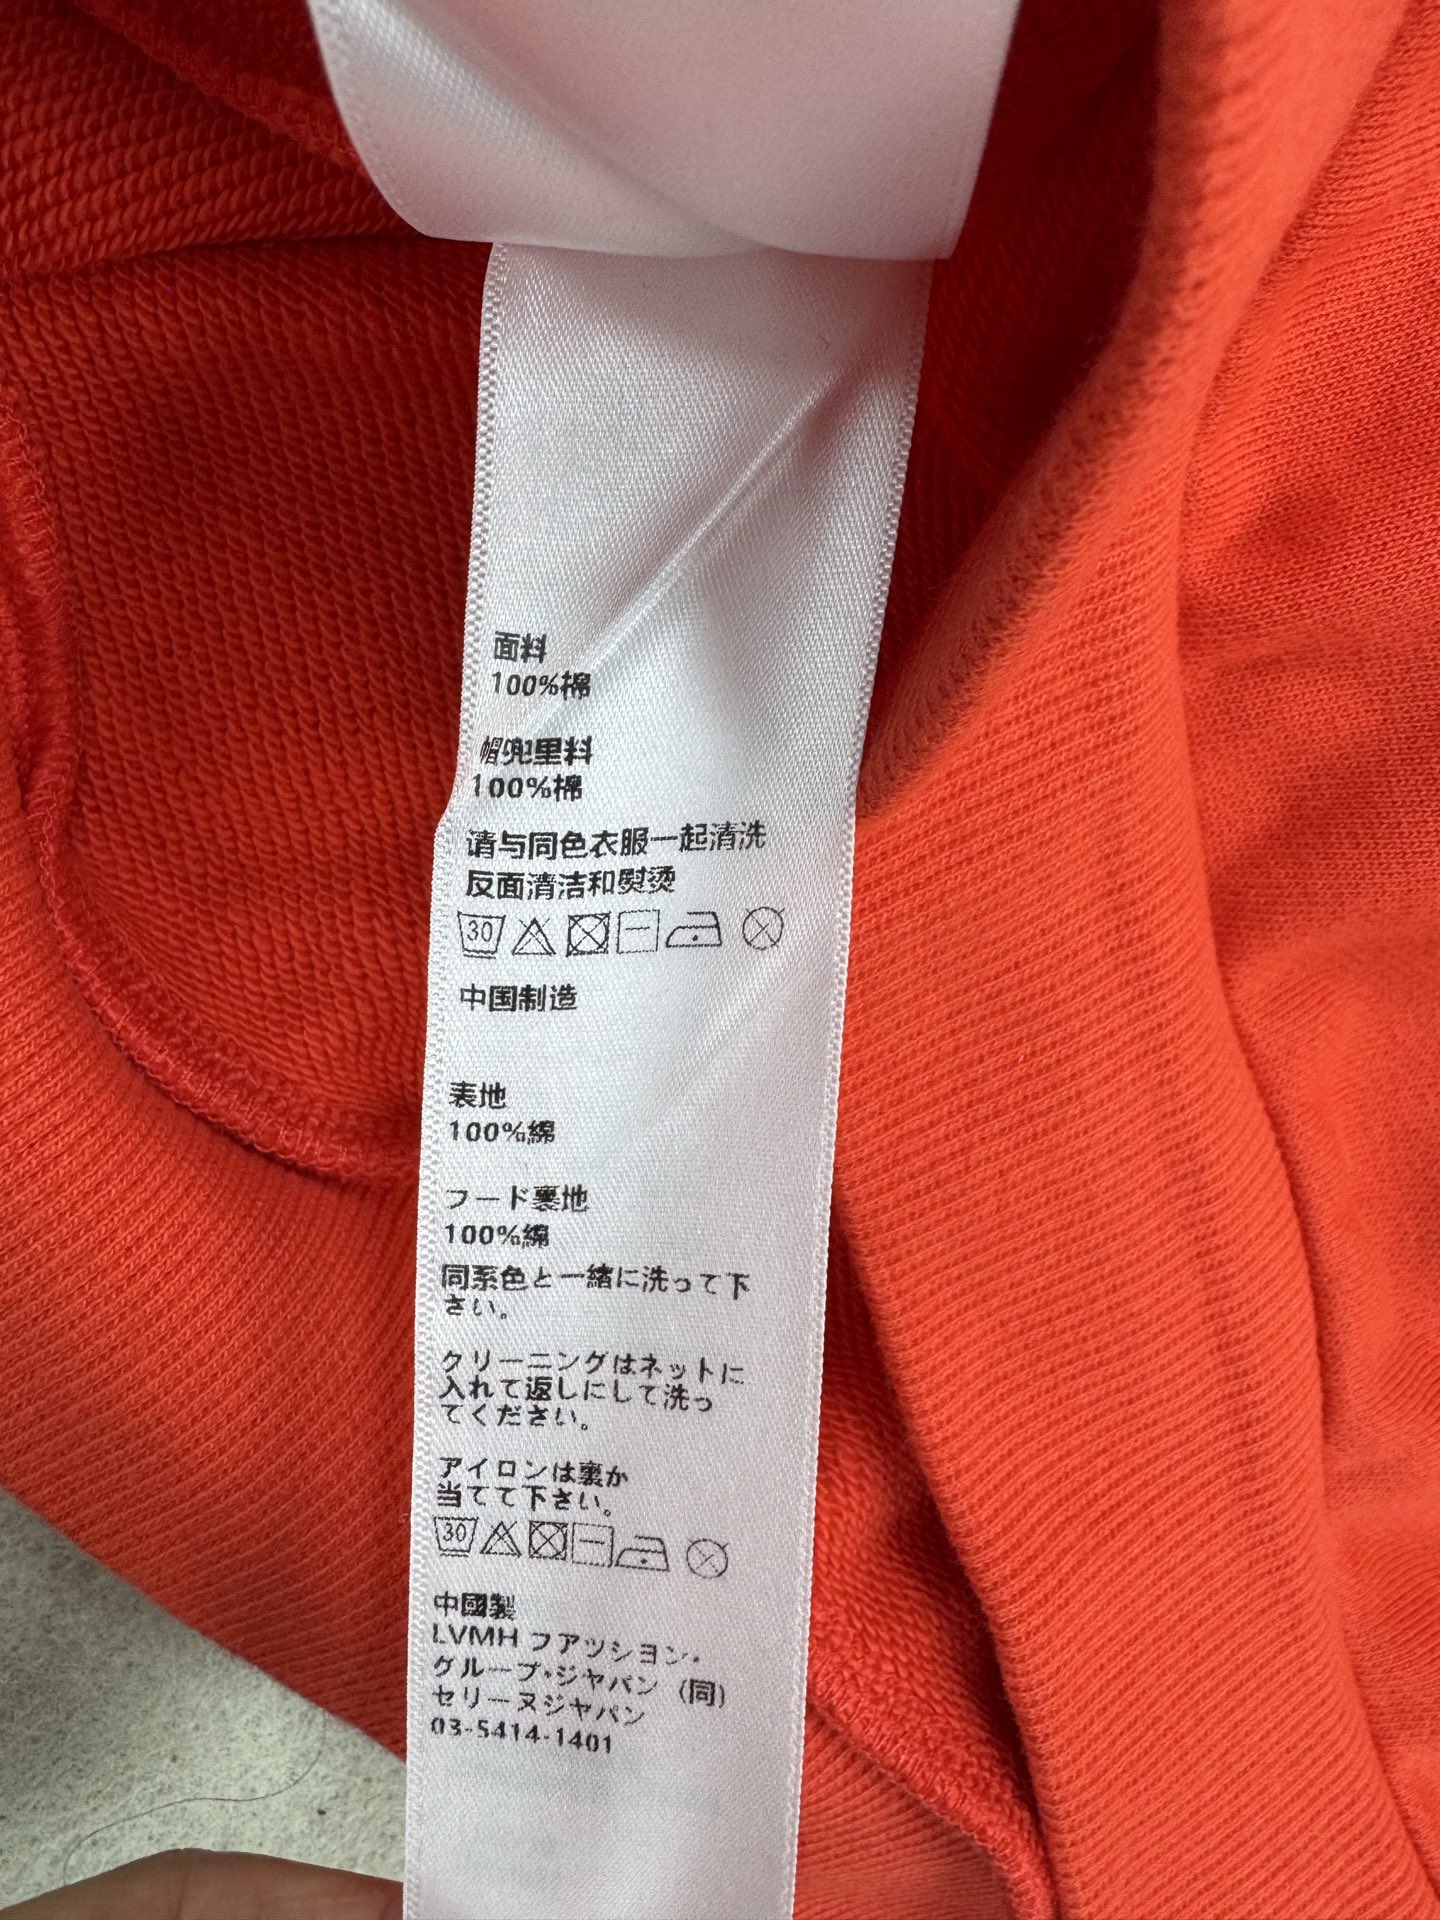 面料
100%棉
帽兜里料
100%棉
请与同色衣服一起清洗
反面清洁和熨烫
30
中国制造
表地
100%綿
フード裏地
100%綿
同系色と一緒に洗って下
さい。
クリーニングはネットに
入れて返しにして洗っ
てください。
アイロンは裏か
当てて下さい。
30
中國製
LVMH ファッション・
グループ・ジャパン (同)
セリーヌジャパン
03-5414-1401